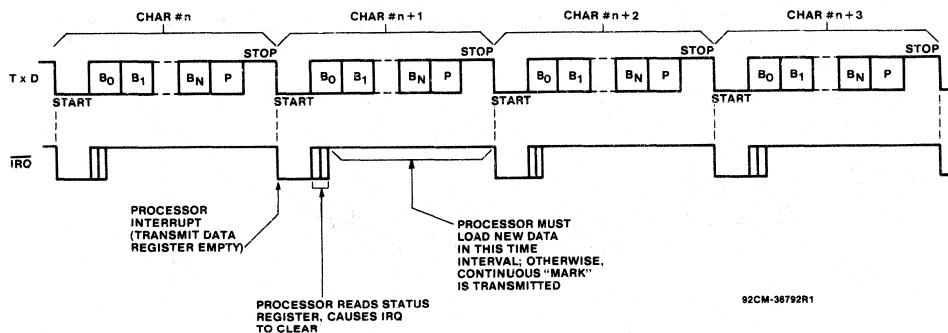 CHAR #n CHAR #n+1 CHAR #n+2 CHAR #n+3
STOP STOP STOP STOP
TxD B0 B1 BN P B0 B1 BN P B0 B1 BN P B0 B1 BN P
START START START START
IRQ
PROCESSOR
INTERRUPT
(TRANSMIT DATA
REGISTER EMPTY)
PROCESSOR READS STATUS
REGISTER, CAUSES IRQ
TO CLEAR
PROCESSOR MUST
LOAD NEW DATA
IN THIS TIME
INTERVAL; OTHERWISE,
CONTINUOUS "MARK"
IS TRANSMITTED
92CM-36792R1